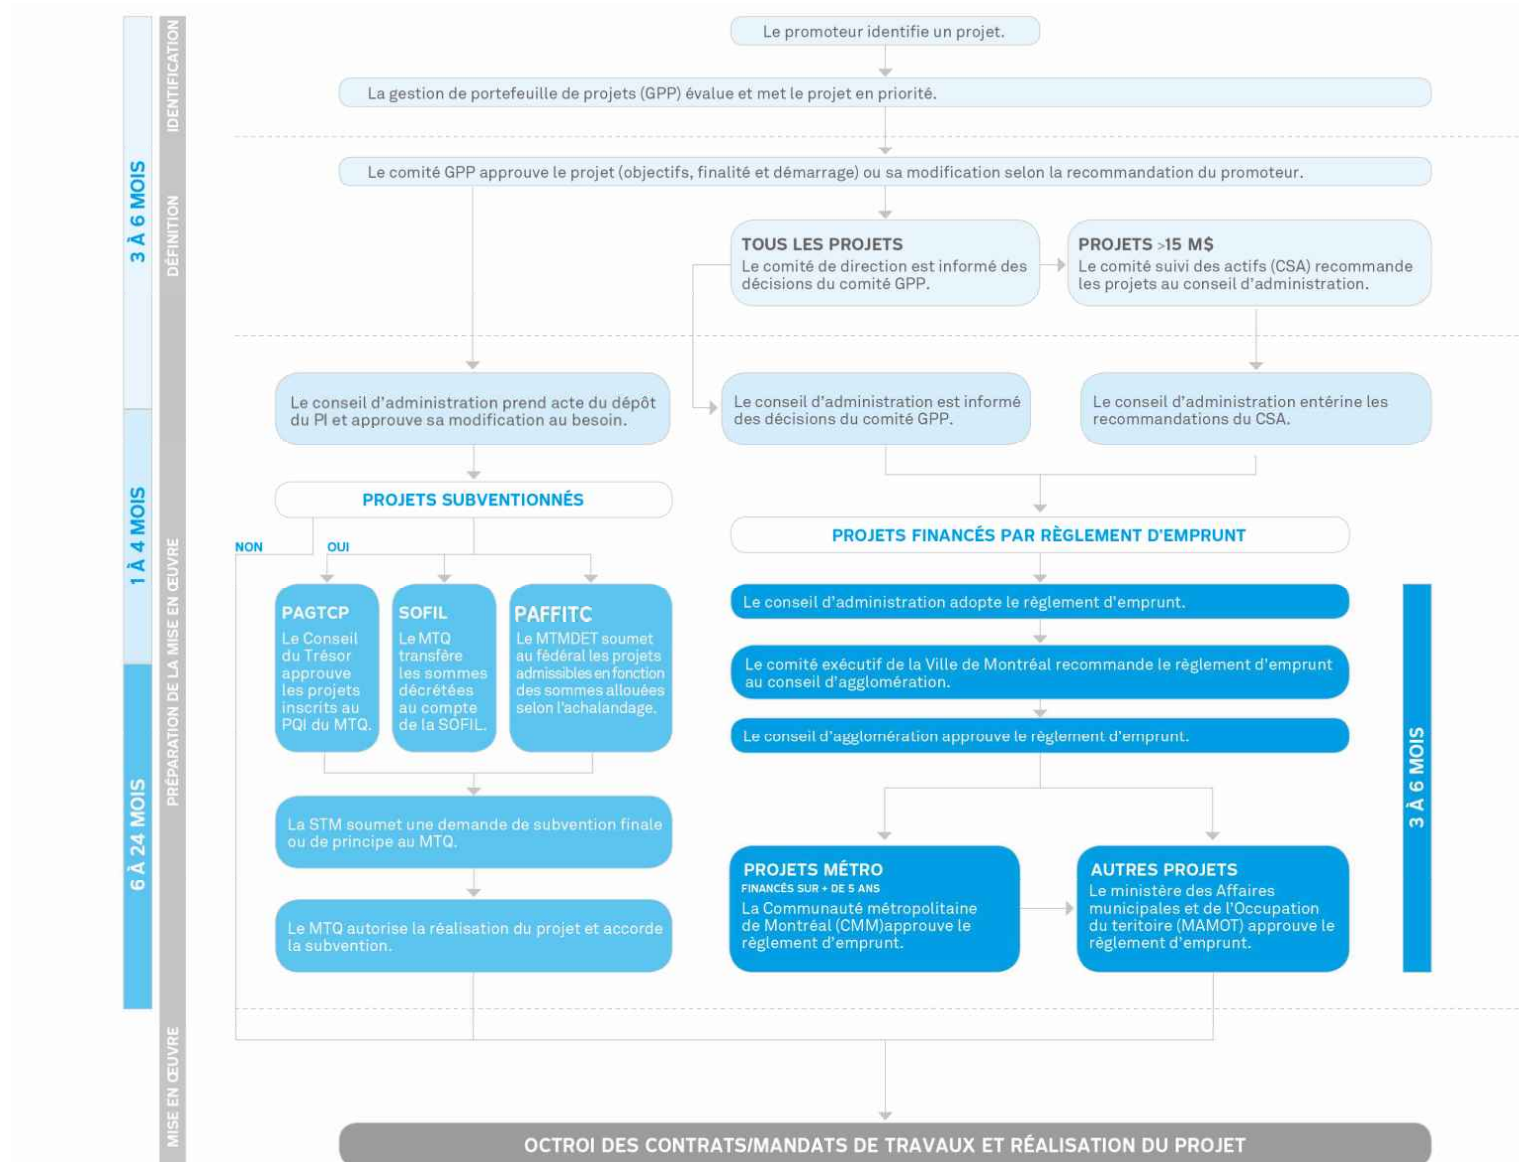 Le promoteur identifie un projet.
La gestion de portefeuille de projets (GPP) évalue et met le projet en priorité.
IDENTIFICATION
3 À 6 MOIS
Le comité GPP approuve le projet (objectifs, finalité et démarrage) ou sa modification selon la recommandation du promoteur.
DÉFINITION
TOUS LES PROJETS
Le comité de direction est informé des
décisions du comité GPP.
PROJETS >15 M$
Le comité suivi des actifs (CSA) recommande
les projets au conseil d'administration.
Le conseil d'administration prend acte du dépôt
du PI et approuve sa modification au besoin.
Le conseil d'administration est informé
des décisions du comité GPP.
Le conseil d'administration entérine les
recommandations du CSA.
1 À 4 MOIS
PRÉPARATION DE LA MISE EN ŒUVRE
PROJETS SUBVENTIONNÉS
NON
OUI
PAGTCP
Le Conseil
du Trésor
approuve
les projets
inscrits au
PQI du MTQ.
SOFIL
Le MTQ
transfère
les sommes
décrétées
au compte
de la SOFIL.
PAFFITC
Le MTMDET soumet
au fédéral les projets
admissibles en fonction
des sommes allouées
selon l'achalandage.
6 À 24 MOIS
La STM soumet une demande de subvention finale
ou de principe au MTQ.
Le MTQ autorise la réalisation du projet et accorde
la subvention.
PROJETS FINANCÉS PAR RÈGLEMENT D'EMPRUNT
Le conseil d'administration adopte le règlement d'emprunt.
Le comité exécutif de la Ville de Montréal recommande le règlement d'emprunt
au conseil d'agglomération.
Le conseil d'agglomération approuve le règlement d'emprunt.
3 À 6 MOIS
PROJETS MÉTRO
FINANCÉS SUR + DE 5 ANS
La Communauté métropolitaine
de Montréal (CMM)approuve le
règlement d'emprunt.
AUTRES PROJETS
Le ministère des Affaires
municipales et de l'Occupation
du teritoire (MAMOT) approuve le
règlement d'emprunt.
MISE EN ŒUVRE
OCTROI DES CONTRATS/MANDATS DE TRAVAUX ET RÉALISATION DU PROJET